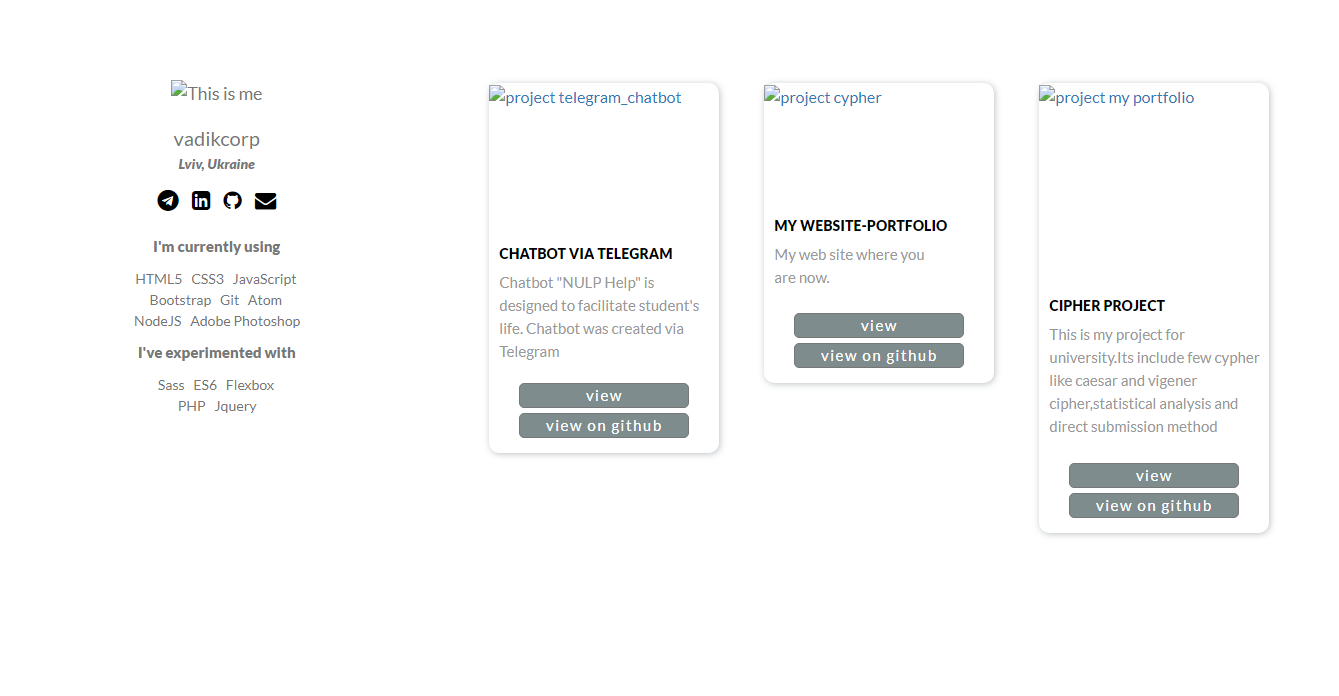 This is me
vadikcorp
Lviv, Ukraine
I'm currently using
HTML5 CSS3 JavaScript
Bootstrap Git Atom
NodeJS Adobe Photoshop
I've experimented with
Sass ES6 Flexbox
PHP Jquery
project telegram_chatbot
CHATBOT VIA TELEGRAM
Chatbot "NULP Help" is
designed to facilitate student's
life. Chatbot was created via
Telegram
view
view on github
project cypher
MY WEBSITE-PORTFOLIO
My web site where you
are now.
view
view on github
project my portfolio
CIPHER PROJECT
This is my project for
university.Its include few cypher
like caesar and vigener
cipher,statistical analysis and
direct submission method
view
view on github